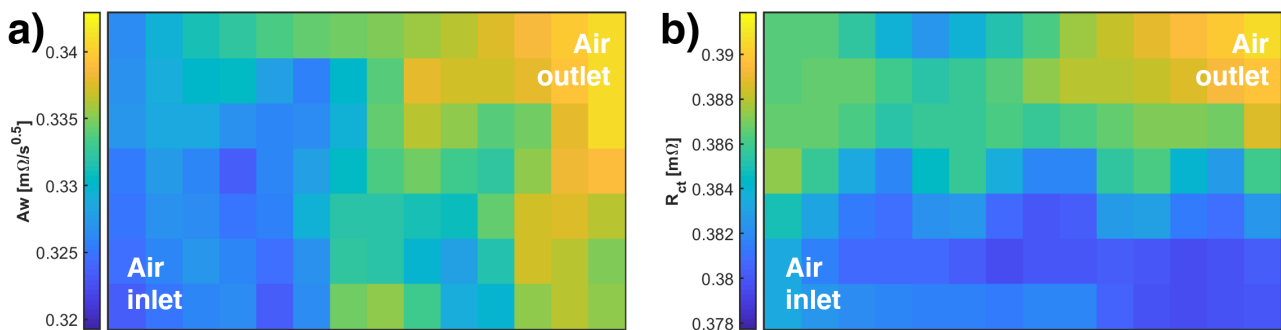 a)
0.34
0.335
0.33
0.325
0.32
Aw [mΩ/s^0.5]
Air
outlet
Air
inlet
b)
0.39
0.388
0.386
0.384
0.382
0.38
0.378
R_ct [mΩ]
Air
outlet
Air
inlet